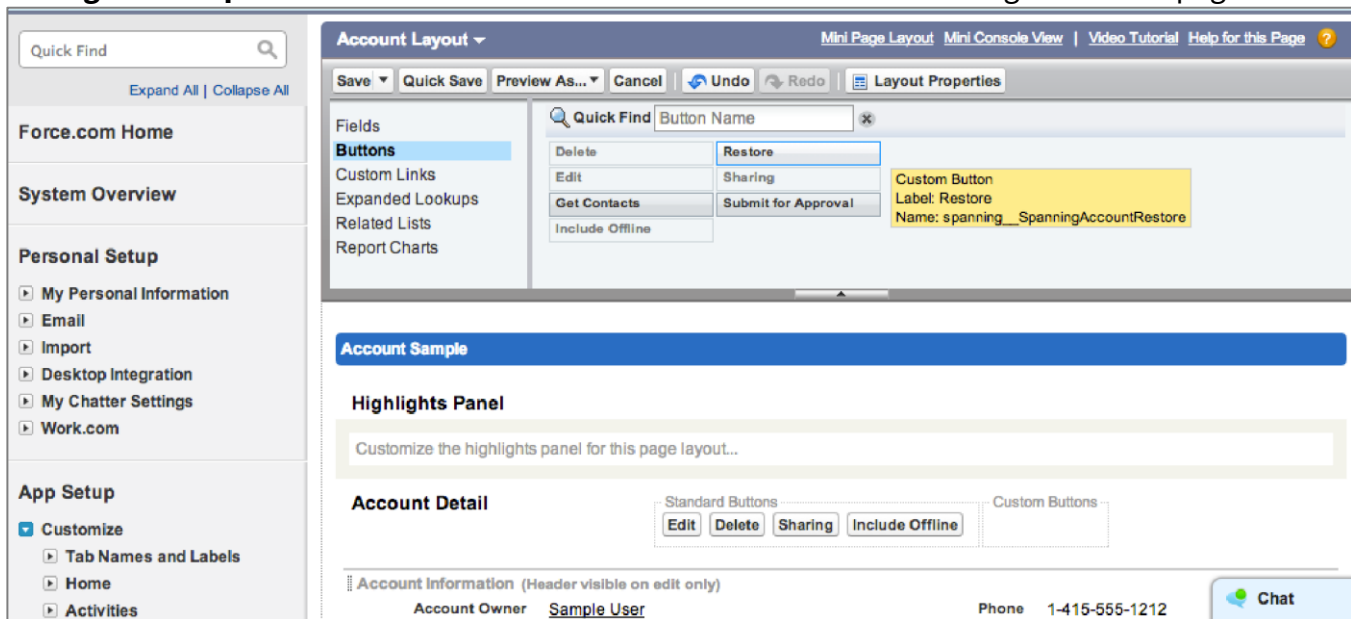 Quick Find
Expand All | Collapse All
Force.com Home
System Overview
Personal Setup
My Personal Information
Email
Import
Desktop Integration
My Chatter Settings
Work.com
App Setup
Customize
Tab Names and Labels
Home
Activities
Account Layout
Mini Page Layout Mini Console View | Video Tutorial Help for this Page ?
Save Quick Save Preview As... Cancel Undo Redo Layout Properties
Fields
Buttons
Custom Links
Expanded Lookups
Related Lists
Report Charts
Quick Find Button Name
Delete Restore
Edit Sharing
Get Contacts Submit for Approval
Include Offline
Custom Button
Label: Restore
Name: spanning__SpanningAccountRestore
Account Sample
Highlights Panel
Customize the highlights panel for this page layout...
Account Detail
Standard Buttons
Edit Delete Sharing Include Offline
Custom Buttons
Account Information (Header visible on edit only)
Account Owner Sample User Phone 1-415-555-1212
Chat